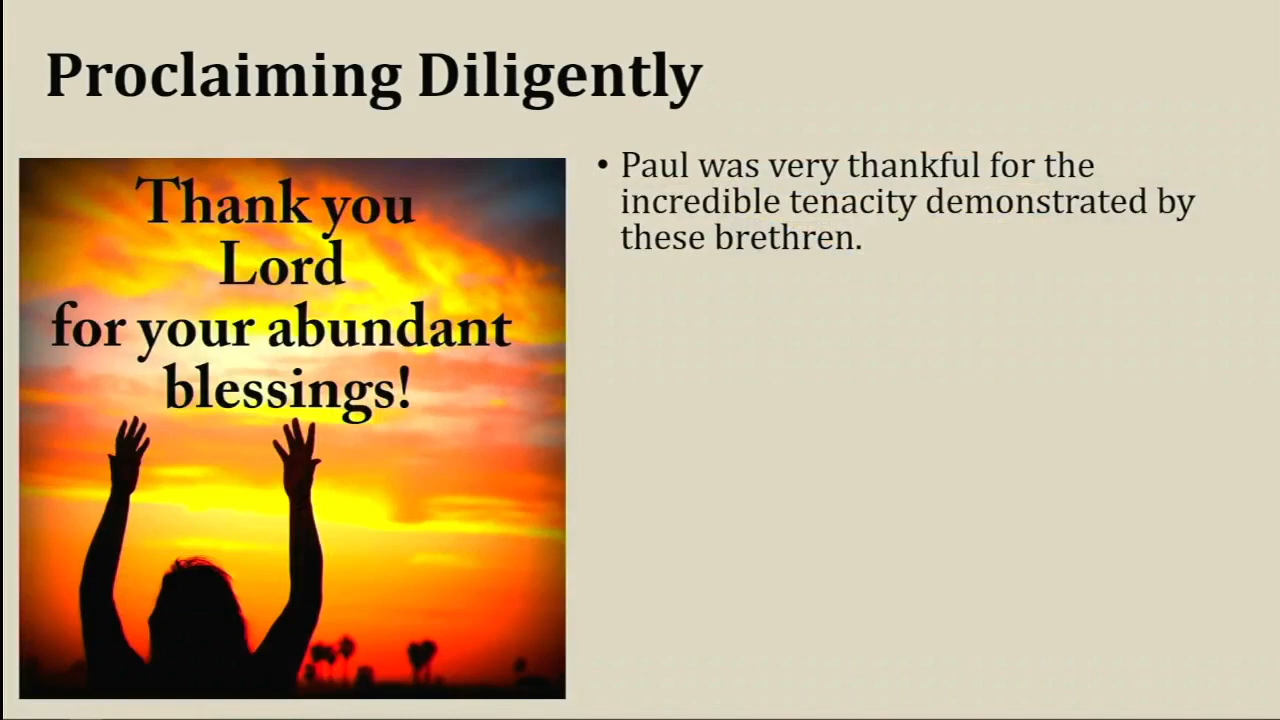 Proclaiming Diligently
Thank you
Lord
for your abundant
blessings!
• Paul was very thankful for the
incredible tenacity demonstrated by
these brethren.